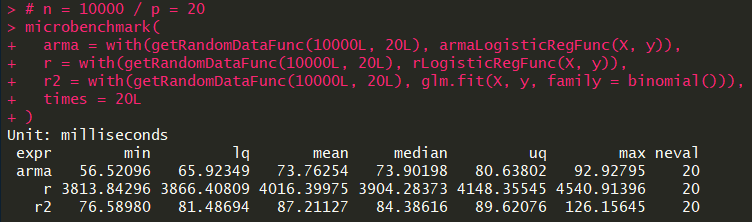 > # n = 10000 / p = 20
> microbenchmark(
+   arma = with(getRandomDataFunc(10000L, 20L), armaLogisticRegFunc(X, y)),
+   r = with(getRandomDataFunc(10000L, 20L), rLogisticRegFunc(X, y)),
+   r2 = with(getRandomDataFunc(10000L, 20L), glm.fit(X, y, family = binomial())),
+   times = 20L
+ )
Unit: milliseconds
 expr        min         lq       mean     median         uq        max neval
 arma   56.52096   65.92349   73.76254   73.90198   80.63802   92.92795    20
    r 3813.84296 3866.40809 4016.39975 3904.28373 4148.35545 4540.91396    20
   r2   76.58980   81.48694   87.21127   84.38616   89.62076  126.15645    20